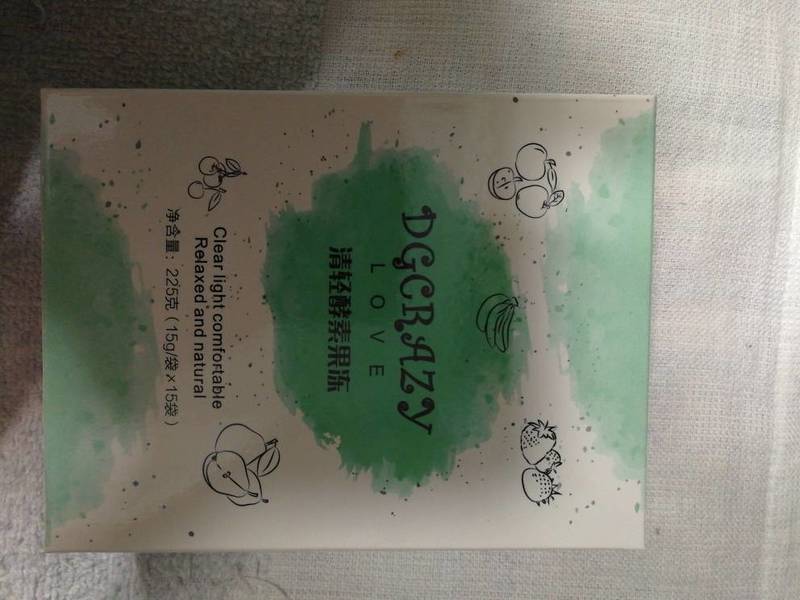 DGCRAZY
LOVE
清轻酵素果冻
Clear light comfortable
Relaxed and natural
净含量：225克（15g/袋×15袋）